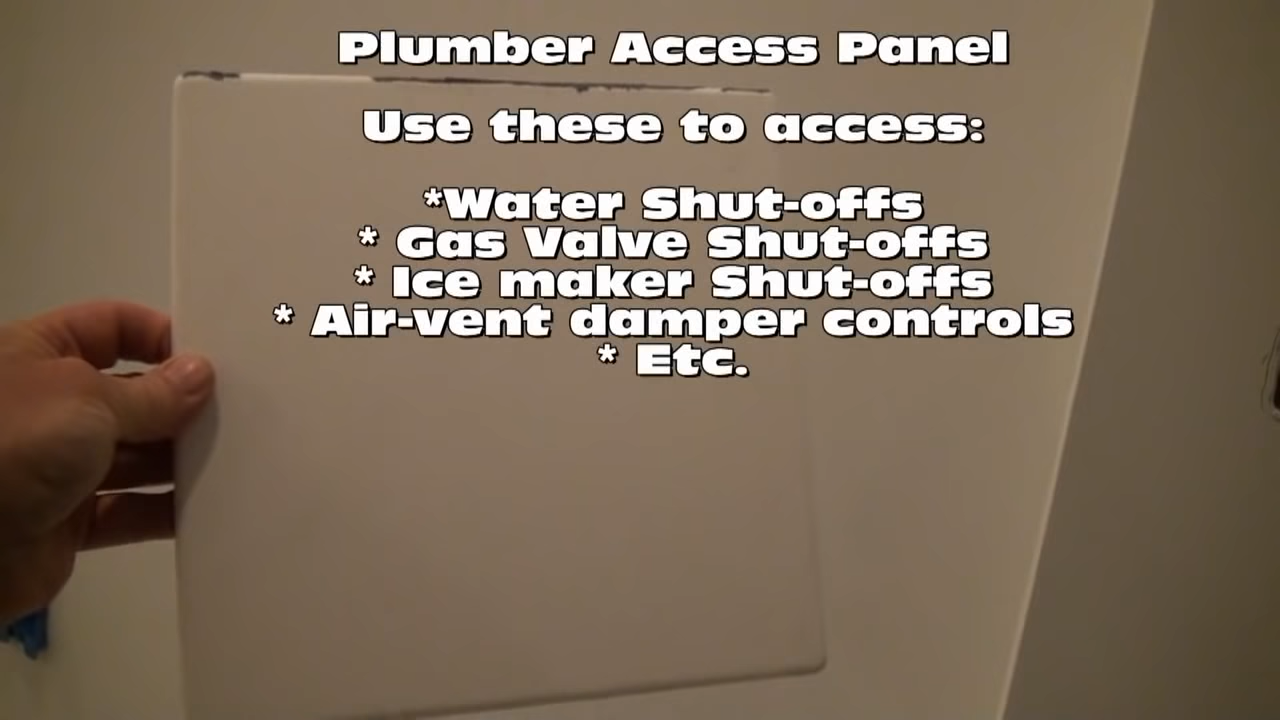 Plumber Access Panel
Use these to access:
*Water Shut-offs
* Gas Valve Shut-offs
* Ice maker Shut-offs
* Air-vent damper controls
* Etc.